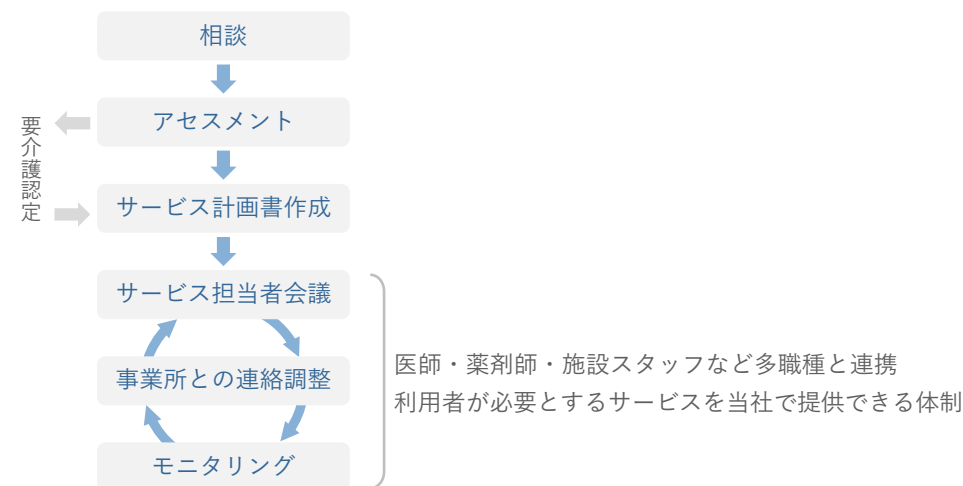 相談
アセスメント
要介護認定
サービス計画書作成
サービス担当者会議
事業所との連絡調整
モニタリング
医師・薬剤師・施設スタッフなど多職種と連携
利用者が必要とするサービスを当社で提供できる体制